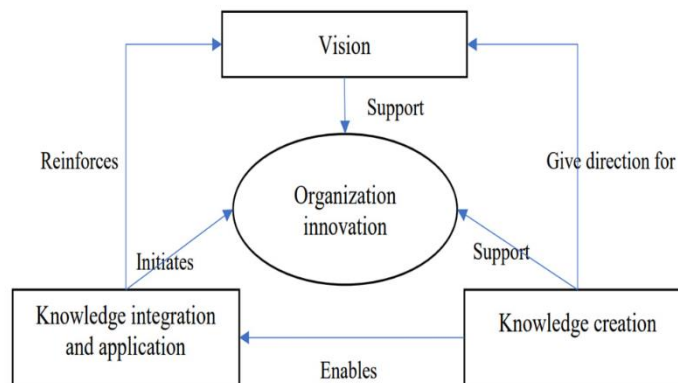 Vision
Support
Reinforces
Give direction for
Organization
innovation
Initiates
Support
Knowledge integration
and application
Knowledge creation
Enables